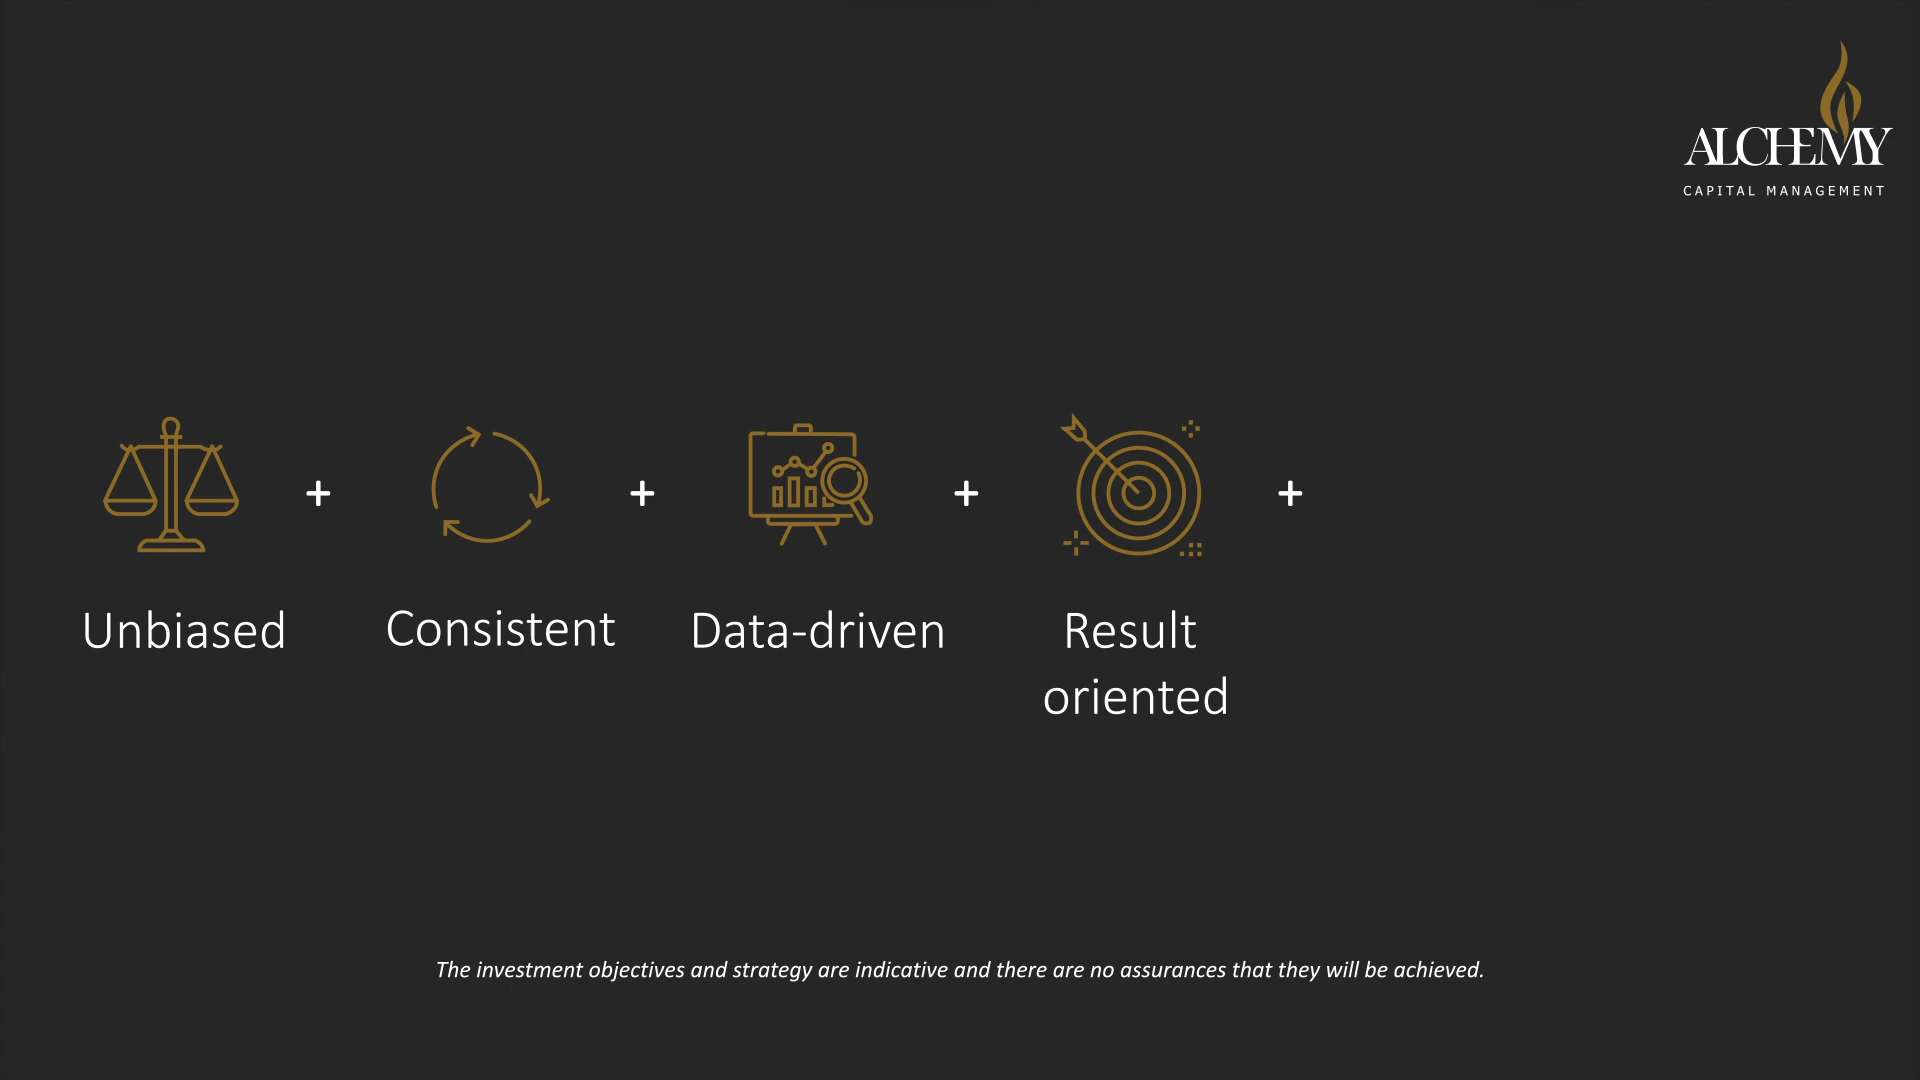 ALCHEMY
CAPITAL MANAGEMENT
+ + + +
Unbiased Consistent Data-driven Result
oriented
The investment objectives and strategy are indicative and there are no assurances that they will be achieved.